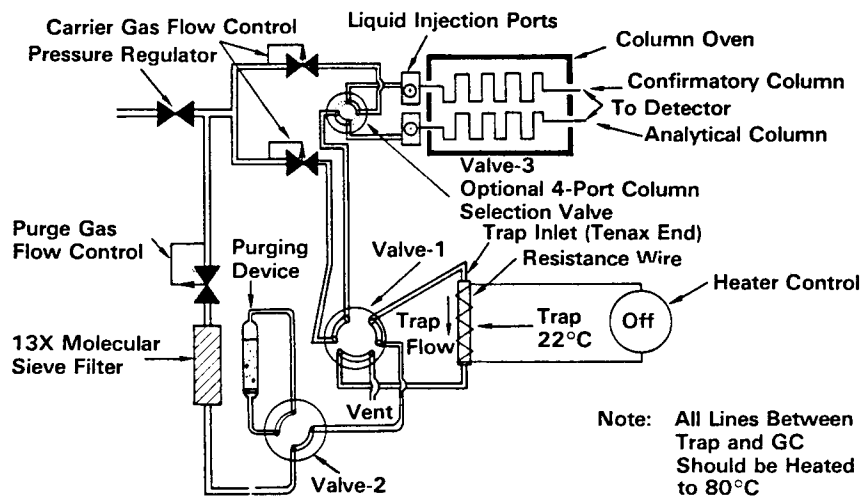 Carrier Gas Flow Control
Pressure Regulator
Liquid Injection Ports
Column Oven
Confirmatory Column
To Detector
Analytical Column
Valve-3
Optional 4-Port Column
Selection Valve
Purge Gas
Flow Control
Purging
Device
Valve-1
Trap Inlet (Tenax End)
Resistance Wire
Heater Control
13X Molecular
Sieve Filter
Trap
Flow
Trap
22°C
Off
Vent
Valve-2
Note: All Lines Between
Trap and GC
Should be Heated
to 80°C